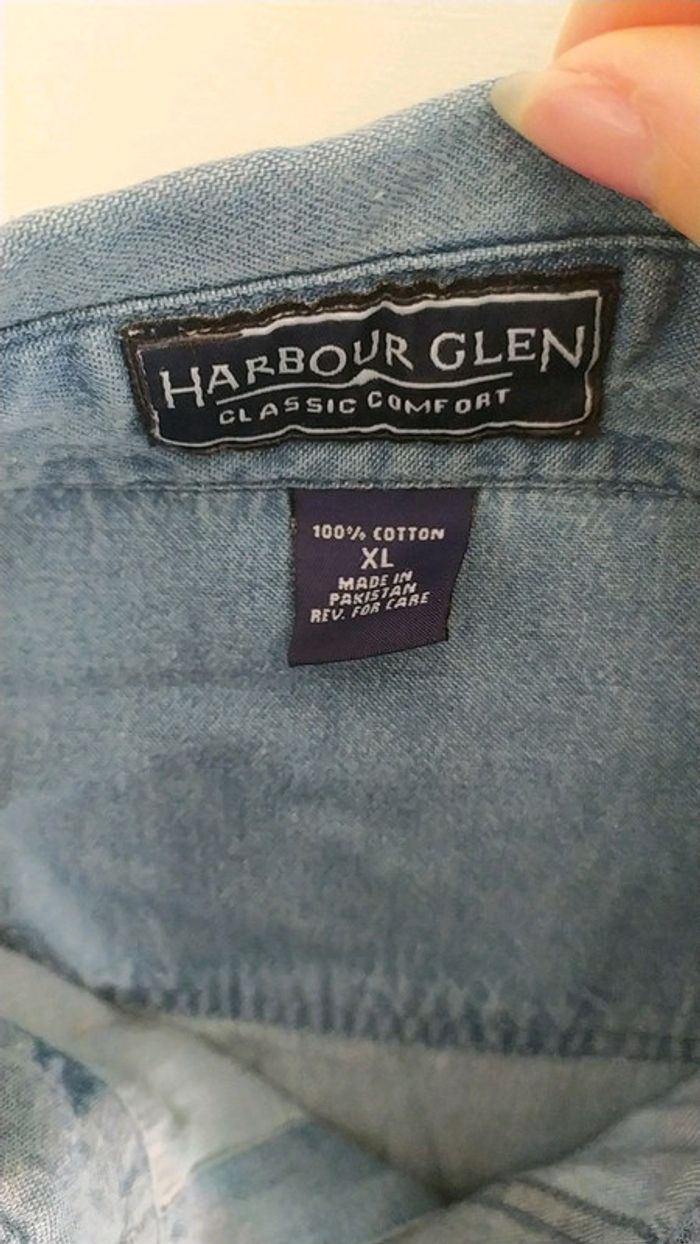 HARBOUR GLEN
CLASSIC COMFORT
100% COTTON
XL
MADE IN
PAKISTAN
REV. FOR CARE